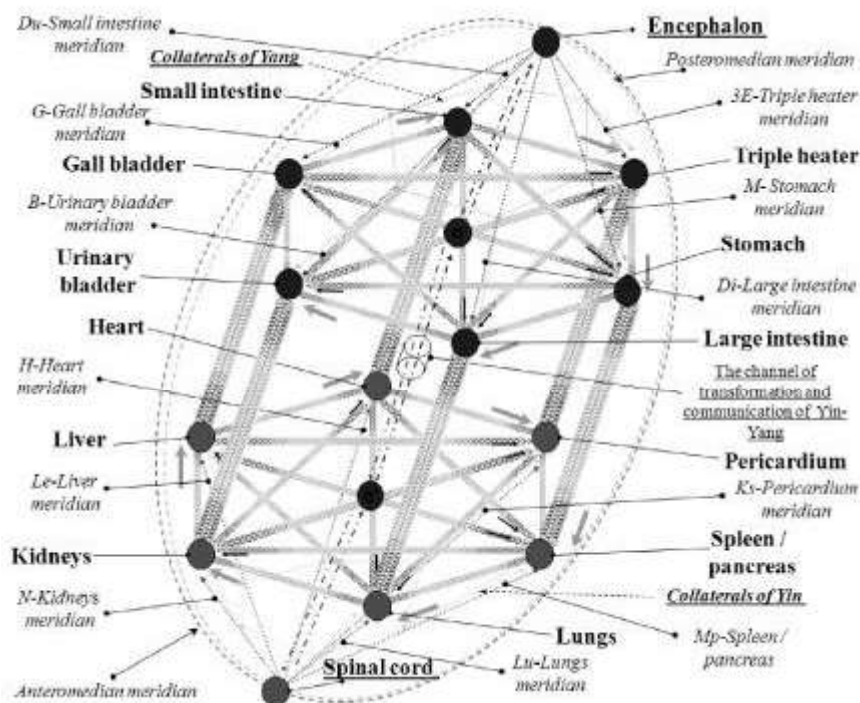 Du-Small intestine
meridian
Encephalon
Collaterals of Yang
Posteromedian meridian
Small intestine
3E-Triple heater
meridian
G-Gall bladder
meridian
Gall bladder
Triple heater
M- Stomach
meridian
B-Urinary bladder
meridian
Urinary
bladder
Stomach
Di-Large intestine
meridian
Heart
Large intestine
H-Heart
meridian
The channel of
transformation and
communication of Yin-
Yang
Liver
Pericardium
Le-Liver
meridian
Ks-Pericardium
meridian
Kidneys
Spleen /
pancreas
N-Kidneys
meridian
Collaterals of Yin
Lungs
Mp-Spleen /
pancreas
Spinal cord
Lu-Lungs
meridian
Anteromedian meridian